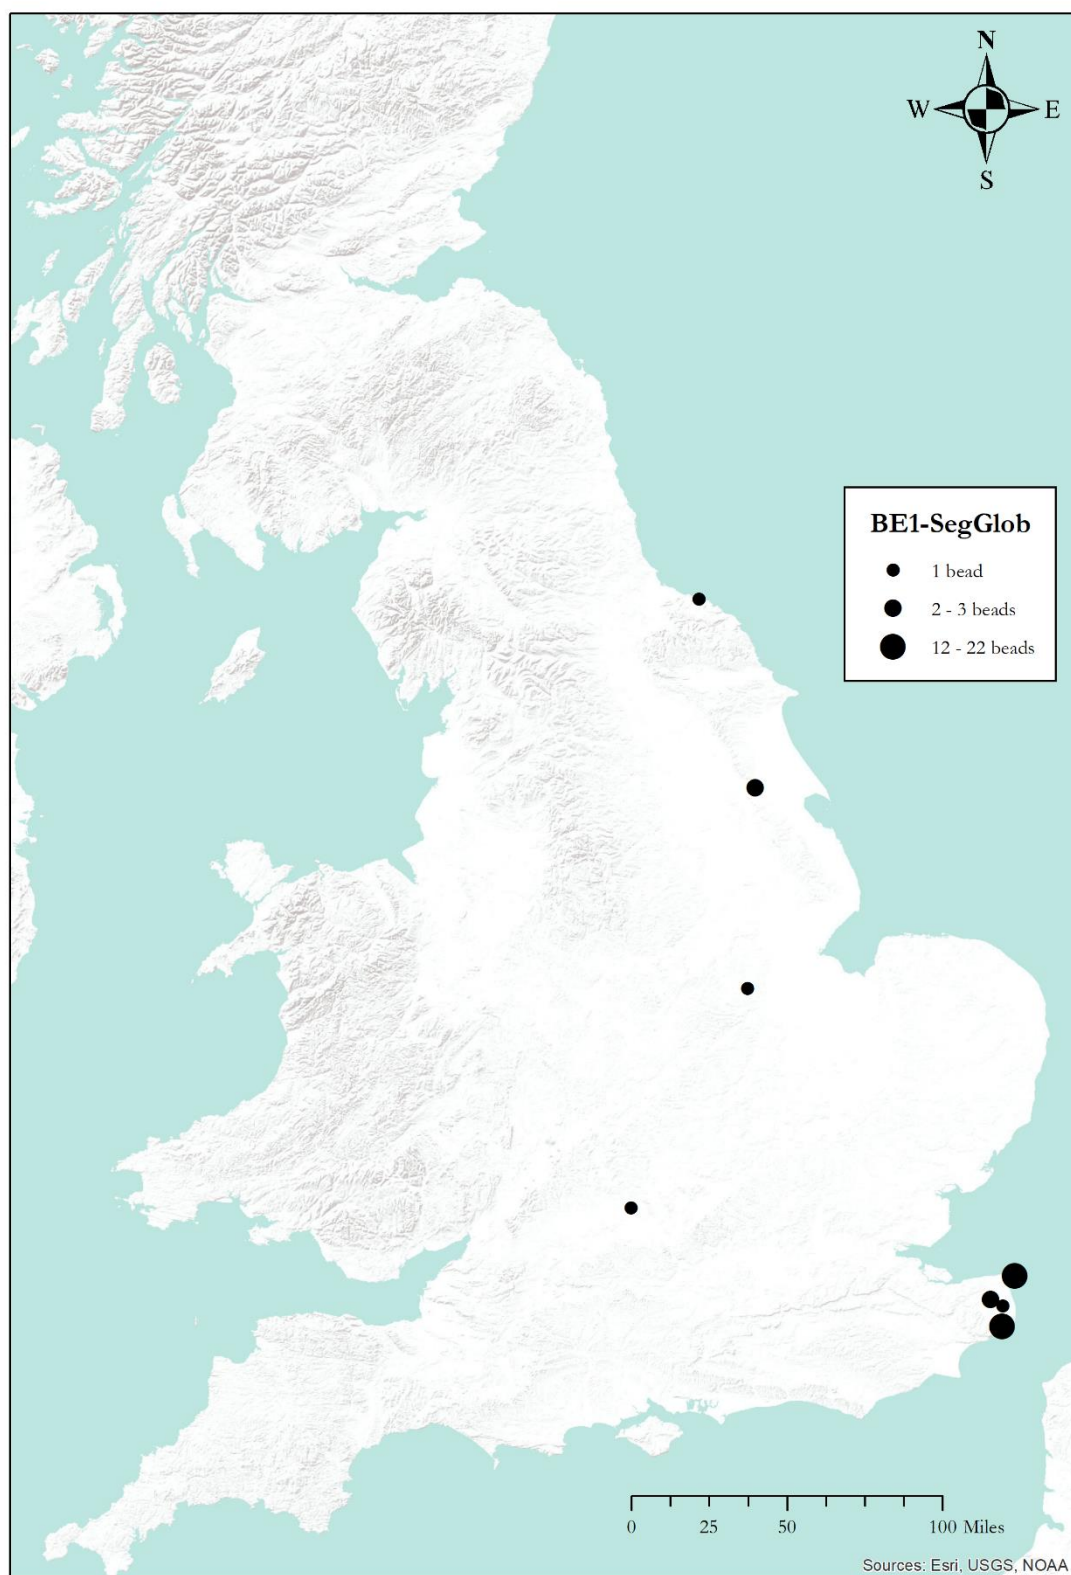 N
W E
S
BE1-SegGlob
1 bead
2 - 3 beads
12 - 22 beads
0 25 50 100 Miles
Sources: Esri, USGS, NOAA